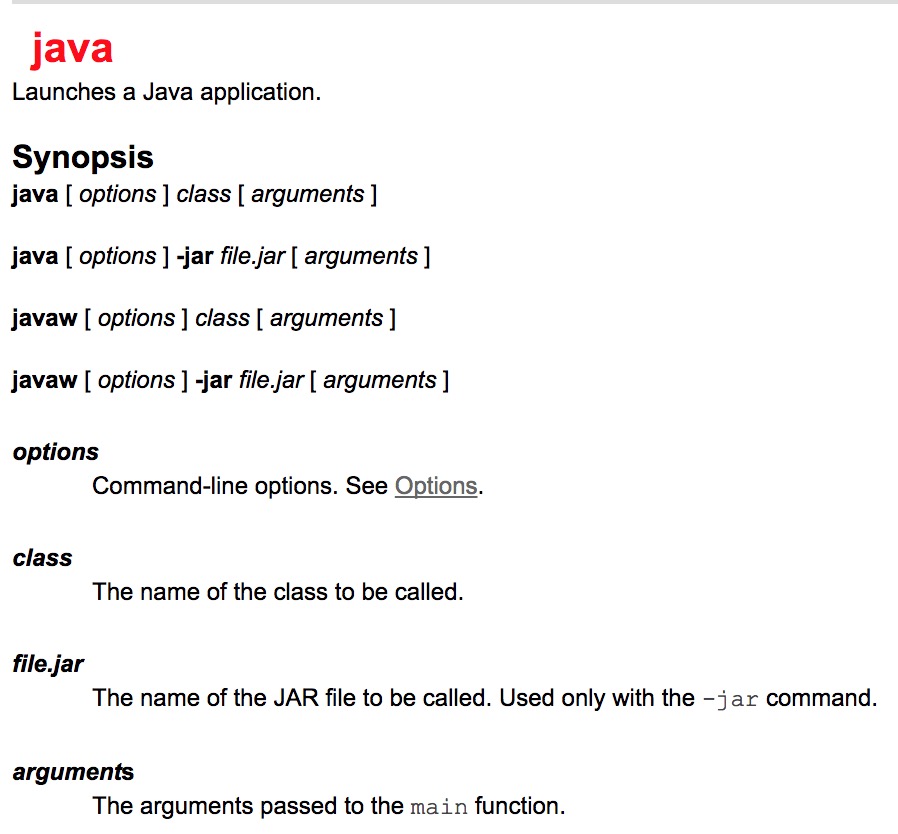 java
Launches a Java application.
Synopsis
java [ options ] class [ arguments ]
java [ options ] -jar file.jar [ arguments ]
javaw [ options ] class [ arguments ]
javaw [ options ] -jar file.jar [ arguments ]
options
Command-line options. See Options.
class
The name of the class to be called.
file.jar
The name of the JAR file to be called. Used only with the -jar command.
arguments
The arguments passed to the main function.